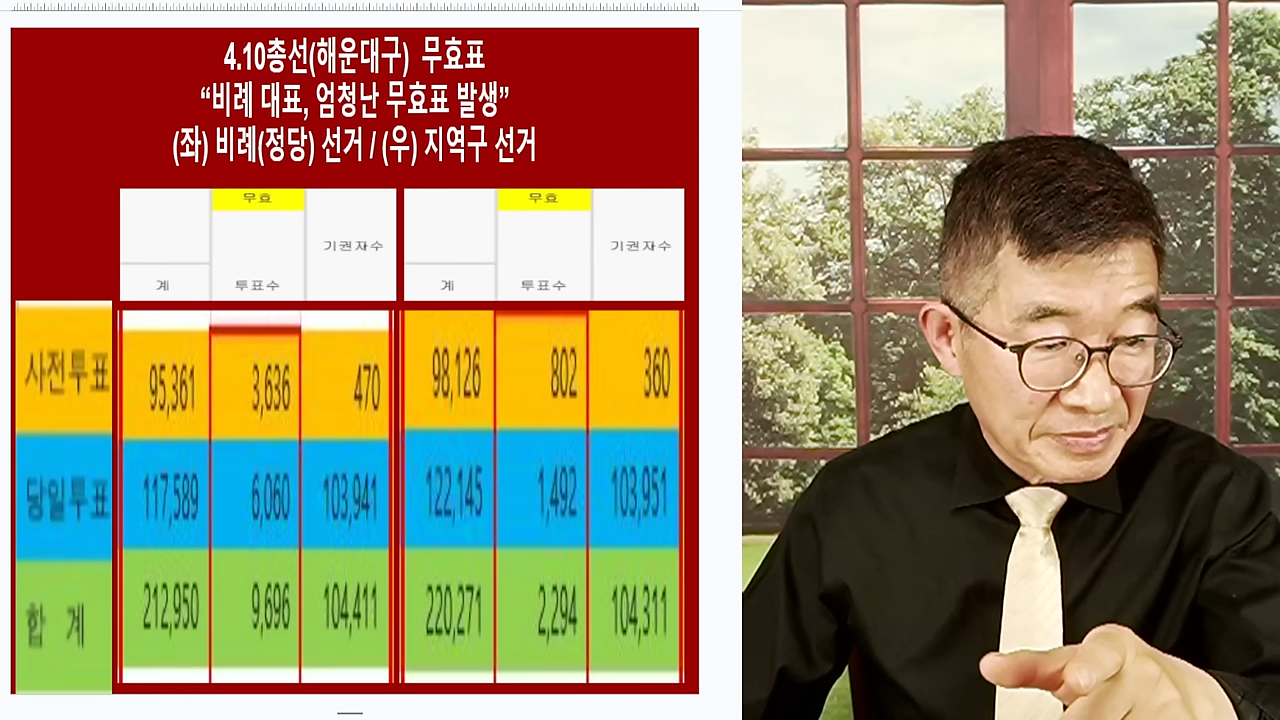 4.10총선(해운대구) 무효표
“비례 대표, 엄청난 무효표 발생”
(좌) 비례(정당) 선거 / (우) 지역구 선거
무효 무효
기권자수 기권자수
계 투표수 계 투표수
사전투표 95,361 3,636 470 98,126 802 360
당일투표 117,589 6,060 103,941 122,145 1,492 103,951
합 계 212,950 9,696 104,411 220,271 2,294 104,311